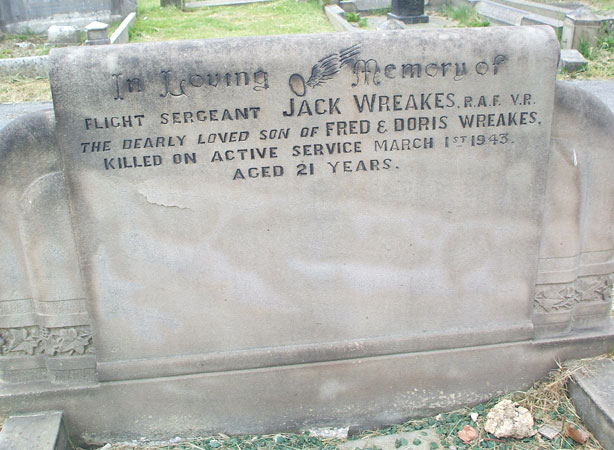 In Loving Memory of
FLIGHT SERGEANT JACK WREAKES, R.A.F. V.R.
THE DEARLY LOVED SON OF FRED & DORIS WREAKES,
KILLED ON ACTIVE SERVICE MARCH 1ST 1943.
AGED 21 YEARS.